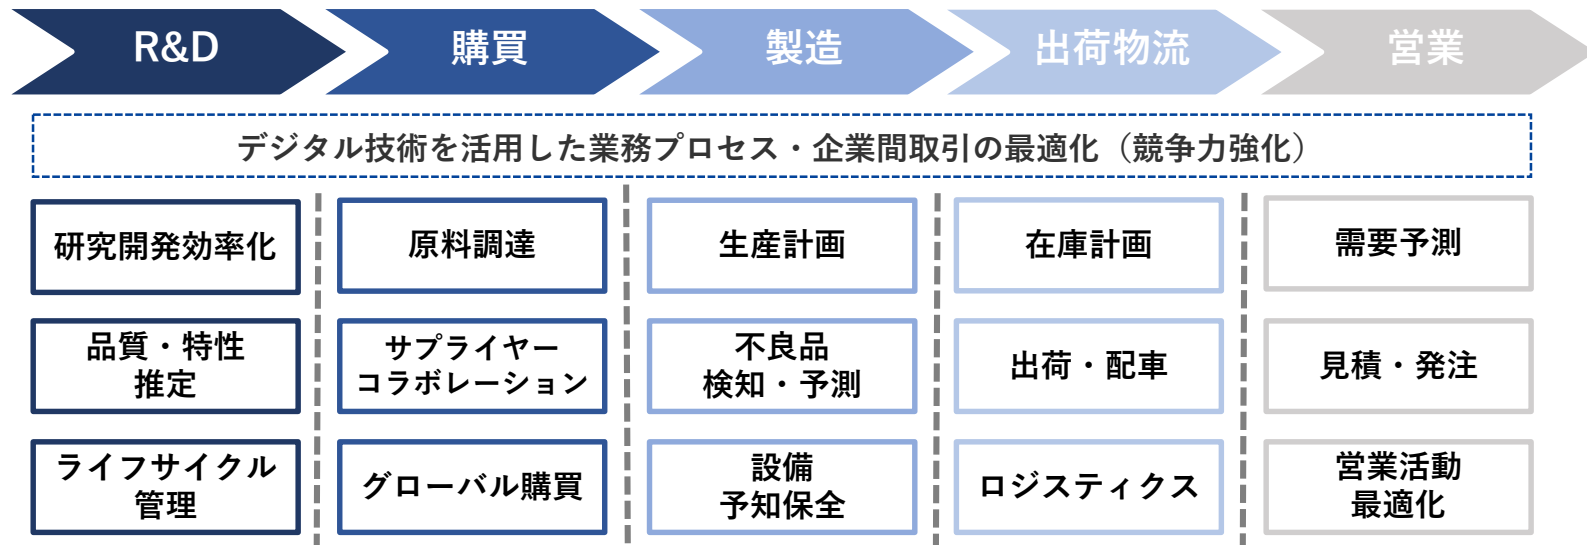 R&D
購買
製造
出荷物流
営業
デジタル技術を活用した業務プロセス・企業間取引の最適化（競争力強化）
研究開発効率化
原料調達
生産計画
在庫計画
需要予測
品質・特性
推定
サプライヤー
コラボレーション
不良品
検知・予測
出荷・配車
見積・発注
ライフサイクル
管理
グローバル購買
設備
予知保全
ロジスティクス
営業活動
最適化